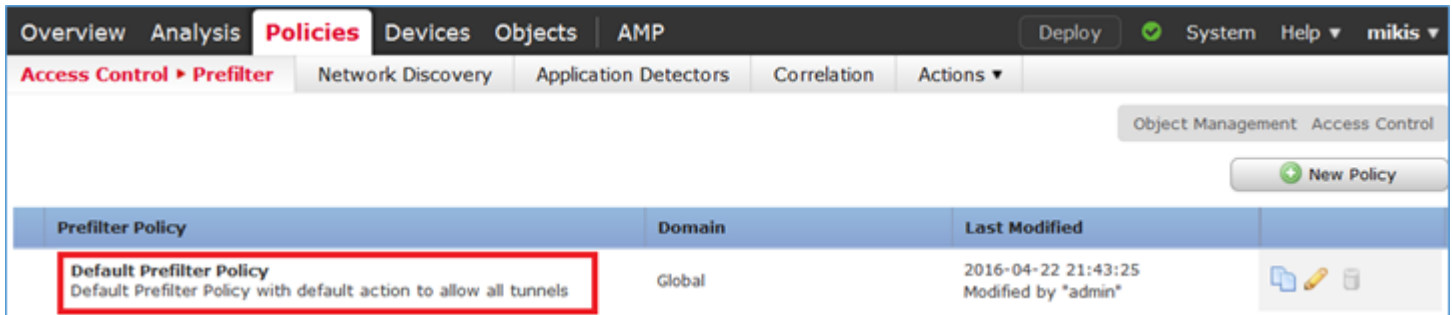 Overview Analysis Policies Devices Objects AMP Deploy System Help ▾ mikis ▾
Access Control ▸ Prefilter Network Discovery Application Detectors Correlation Actions ▾
Object Management Access Control
New Policy
Prefilter Policy Domain Last Modified
Default Prefilter Policy Global 2016-04-22 21:43:25
Default Prefilter Policy with default action to allow all tunnels Modified by "admin"